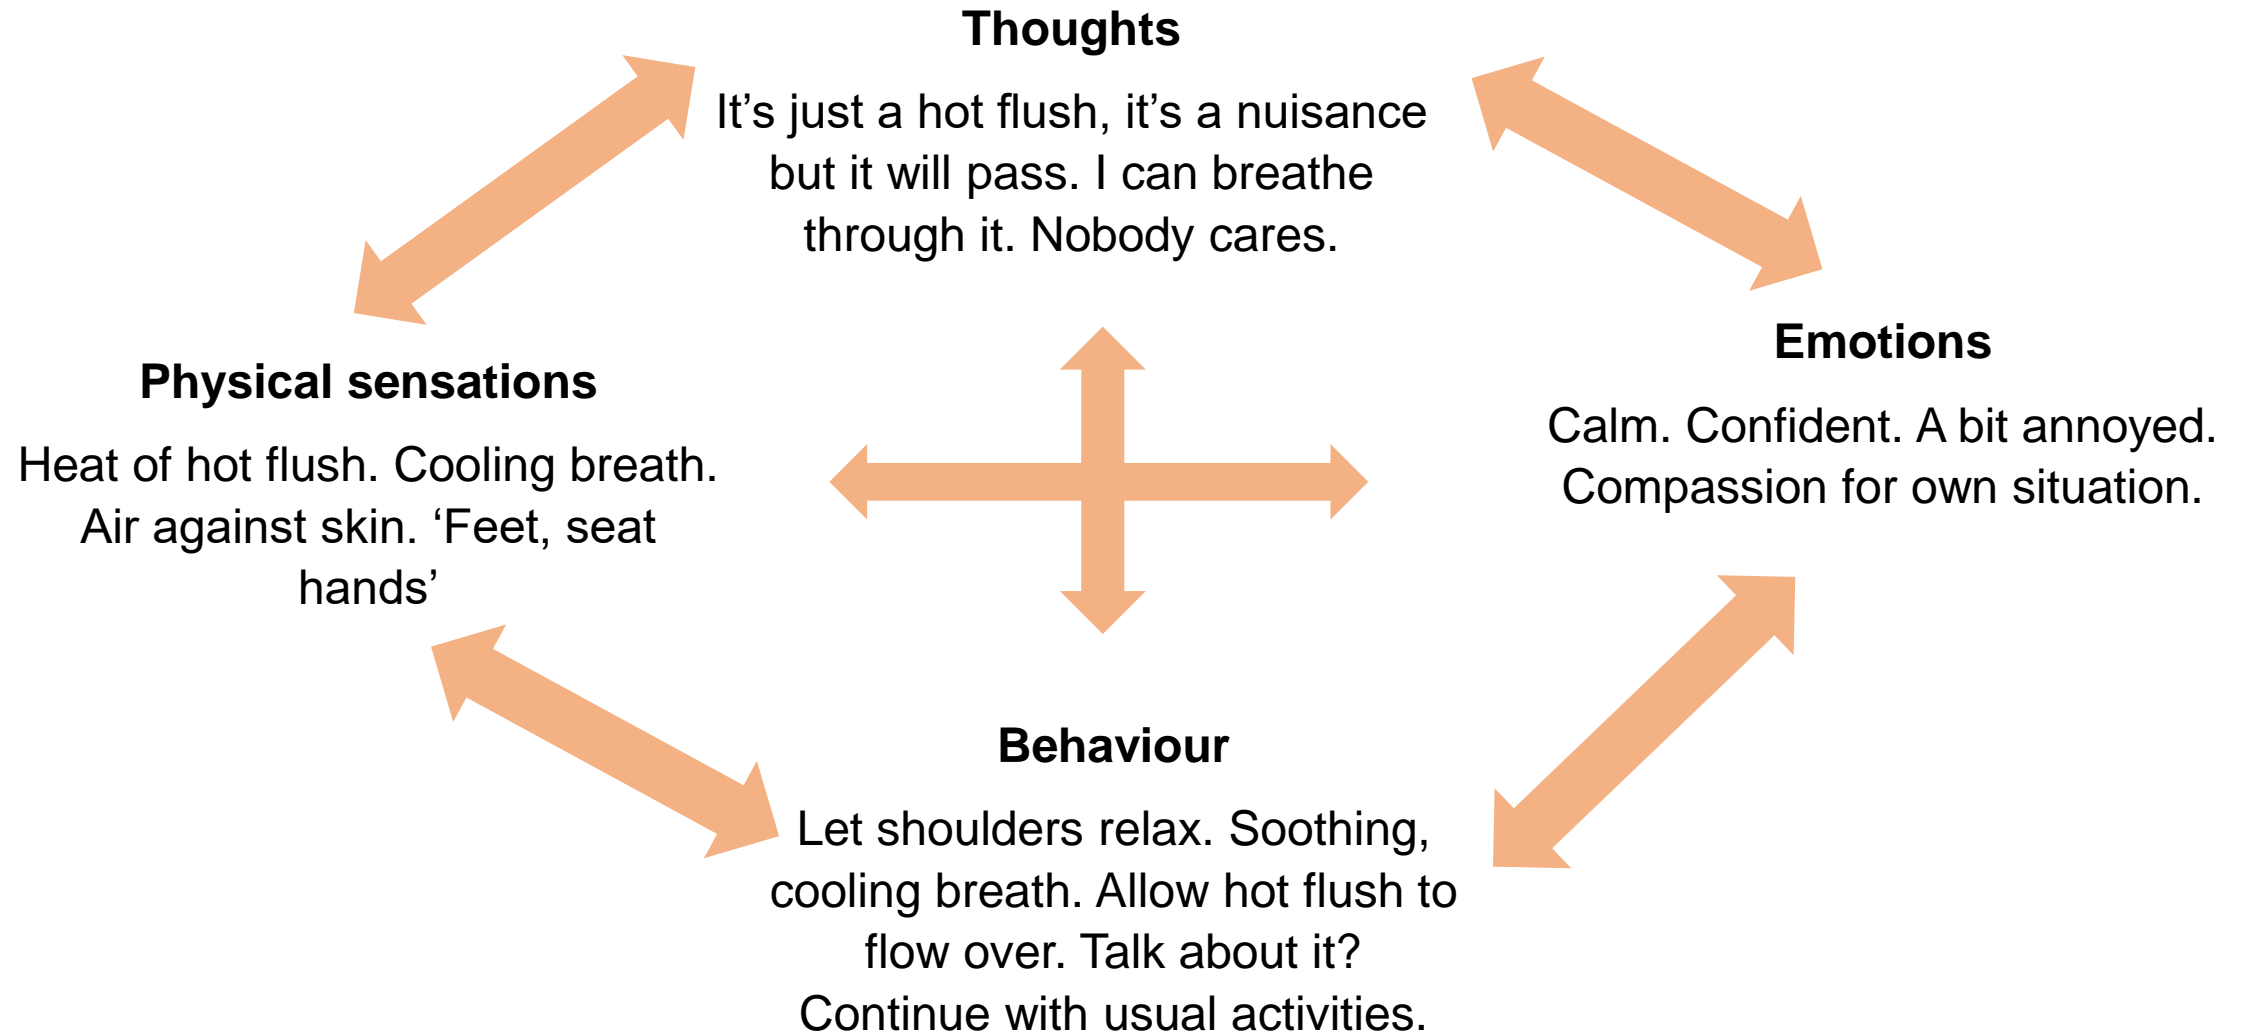 Thoughts
It’s just a hot flush, it’s a nuisance
but it will pass. I can breathe
through it. Nobody cares.
Physical sensations
Heat of hot flush. Cooling breath.
Air against skin. ‘Feet, seat
hands’
Emotions
Calm. Confident. A bit annoyed.
Compassion for own situation.
Behaviour
Let shoulders relax. Soothing,
cooling breath. Allow hot flush to
flow over. Talk about it?
Continue with usual activities.